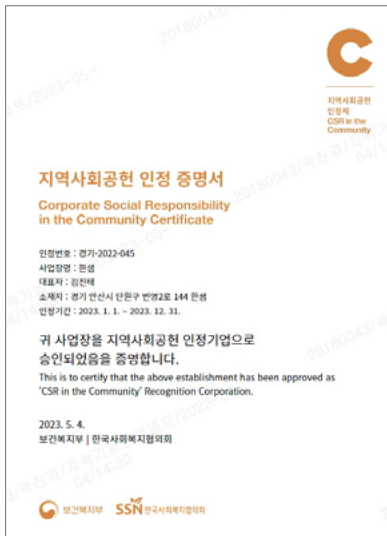 지역사회공헌
인정제
CSR in the
Community
지역사회공헌 인정 증명서
Corporate Social Responsibility
in the Community Certificate
인정번호 : 경기-2022-045
사업장명 : 한샘
대표자 : 김진태
소재지 : 경기 안산시 단원구 번영2로 144 한샘
인정기간 : 2023. 1. 1. ~ 2023. 12. 31.
귀 사업장을 지역사회공헌 인정기업으로
승인되었음을 증명합니다.
This is to certify that the above establishment has been approved as
'CSR in the Community' Recognition Corporation.
2023. 5. 4.
보건복지부 | 한국사회복지협의회
보건복지부 SSN 한국사회복지협의회